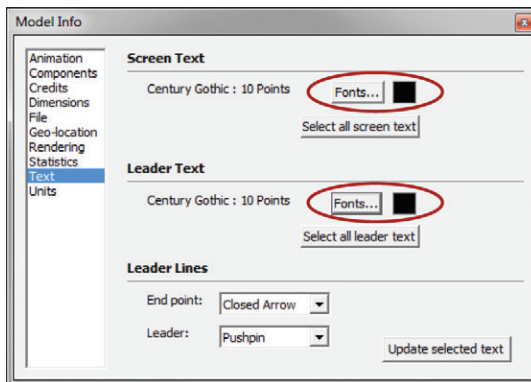 Model Info
Animation
Components
Credits
Dimensions
File
Geo-location
Rendering
Statistics
Text
Units
Screen Text
Century Gothic : 10 Points Fonts...
Select all screen text
Leader Text
Century Gothic : 10 Points Fonts...
Select all leader text
Leader Lines
End point: Closed Arrow
Leader: Pushpin
Update selected text